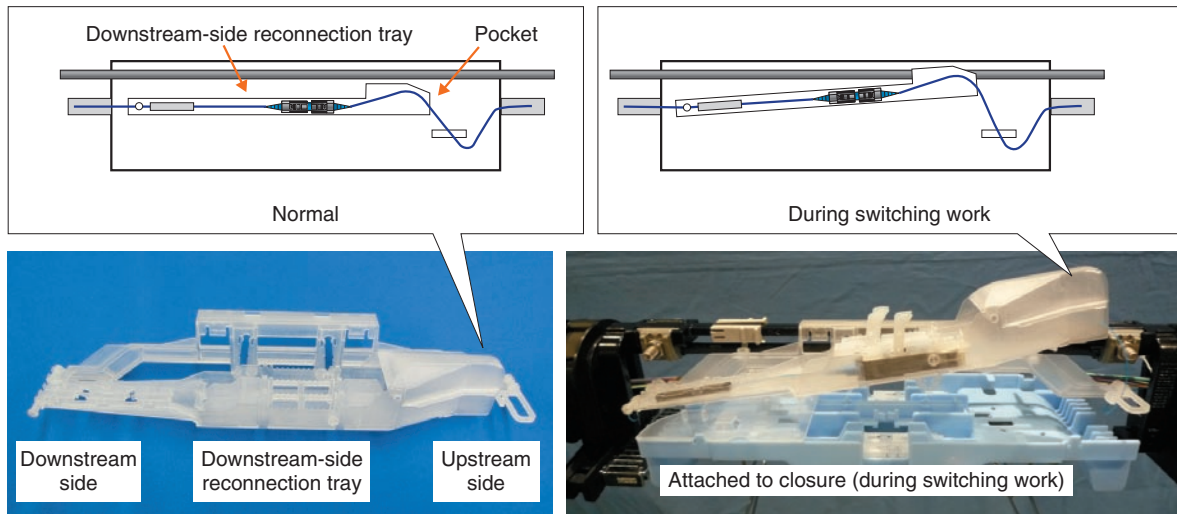 Downstream-side reconnection tray
Pocket
Normal
During switching work
Downstream
side
Downstream-side
reconnection tray
Upstream
side
Attached to closure (during switching work)